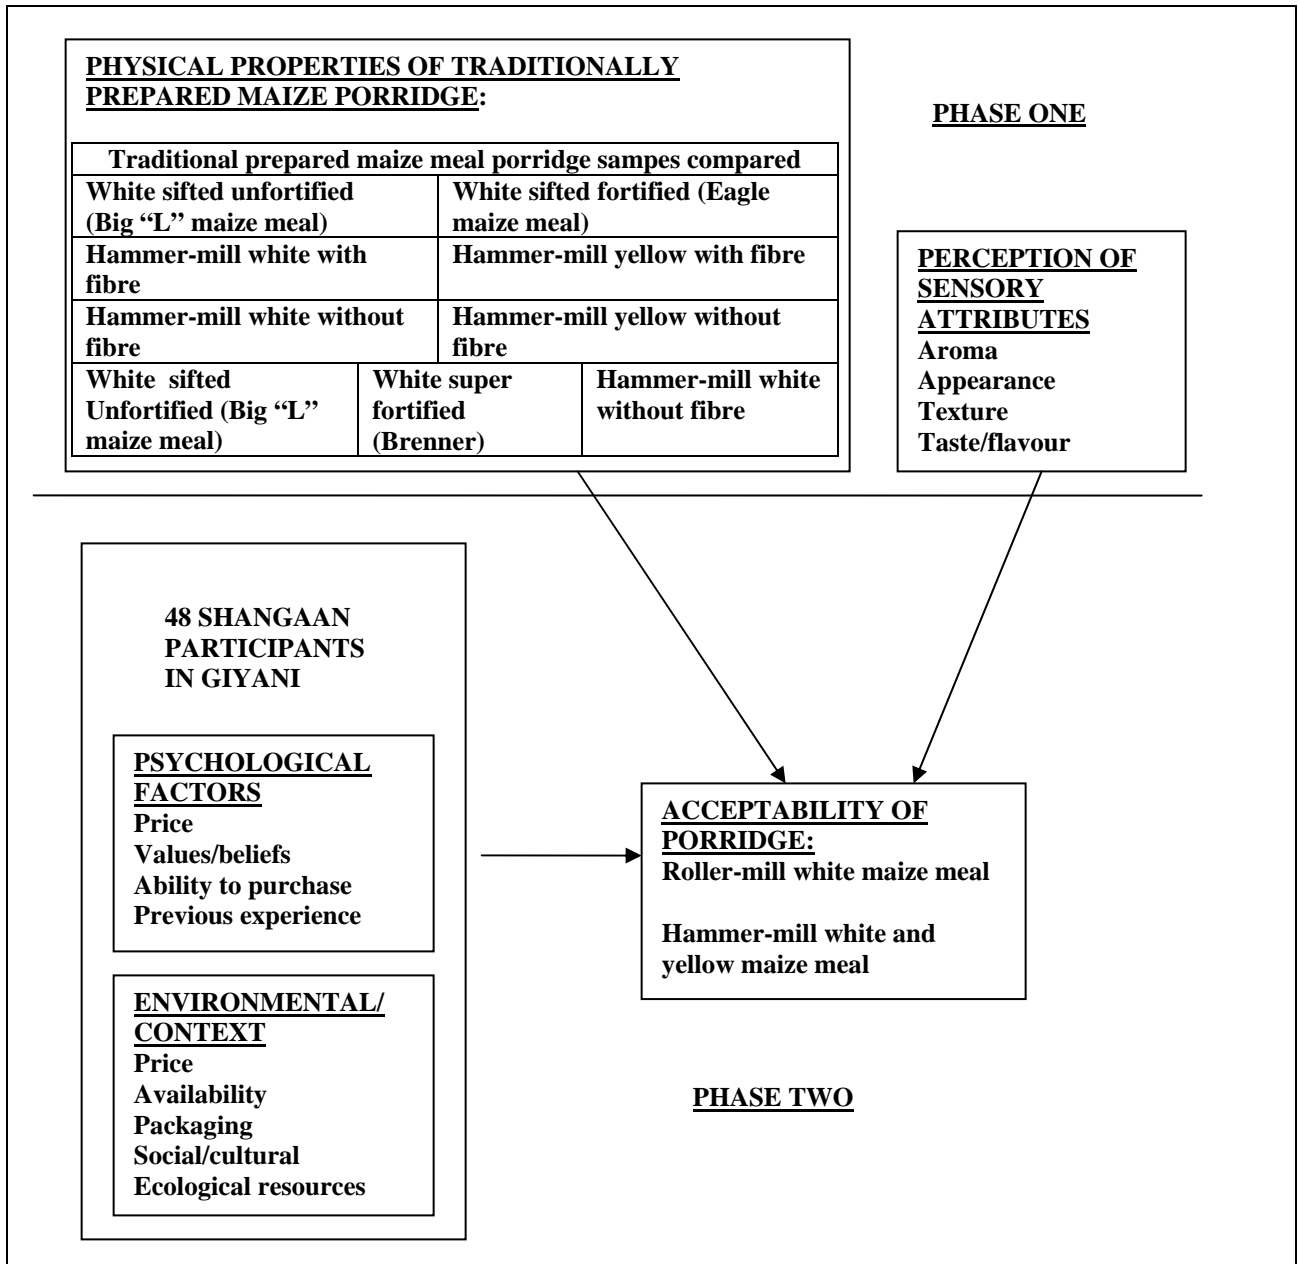 PHYSICAL PROPERTIES OF TRADITIONALLY
PREPARED MAIZE PORRIDGE:
PHASE ONE
Traditional prepared maize meal porridge sampes compared
White sifted unfortified
(Big “L” maize meal)
White sifted fortified (Eagle
maize meal)
Hammer-mill white with
fibre
Hammer-mill yellow with fibre
Hammer-mill white without
fibre
Hammer-mill yellow without
fibre
White sifted
Unfortified (Big “L”
maize meal)
White super
fortified
(Brenner)
Hammer-mill white
without fibre
PERCEPTION OF
SENSORY
ATTRIBUTES
Aroma
Appearance
Texture
Taste/flavour
48 SHANGAAN
PARTICIPANTS
IN GIYANI
PSYCHOLOGICAL
FACTORS
Price
Values/beliefs
Ability to purchase
Previous experience
ENVIRONMENTAL/
CONTEXT
Price
Availability
Packaging
Social/cultural
Ecological resources
ACCEPTABILITY OF
PORRIDGE:
Roller-mill white maize meal
Hammer-mill white and
yellow maize meal
PHASE TWO